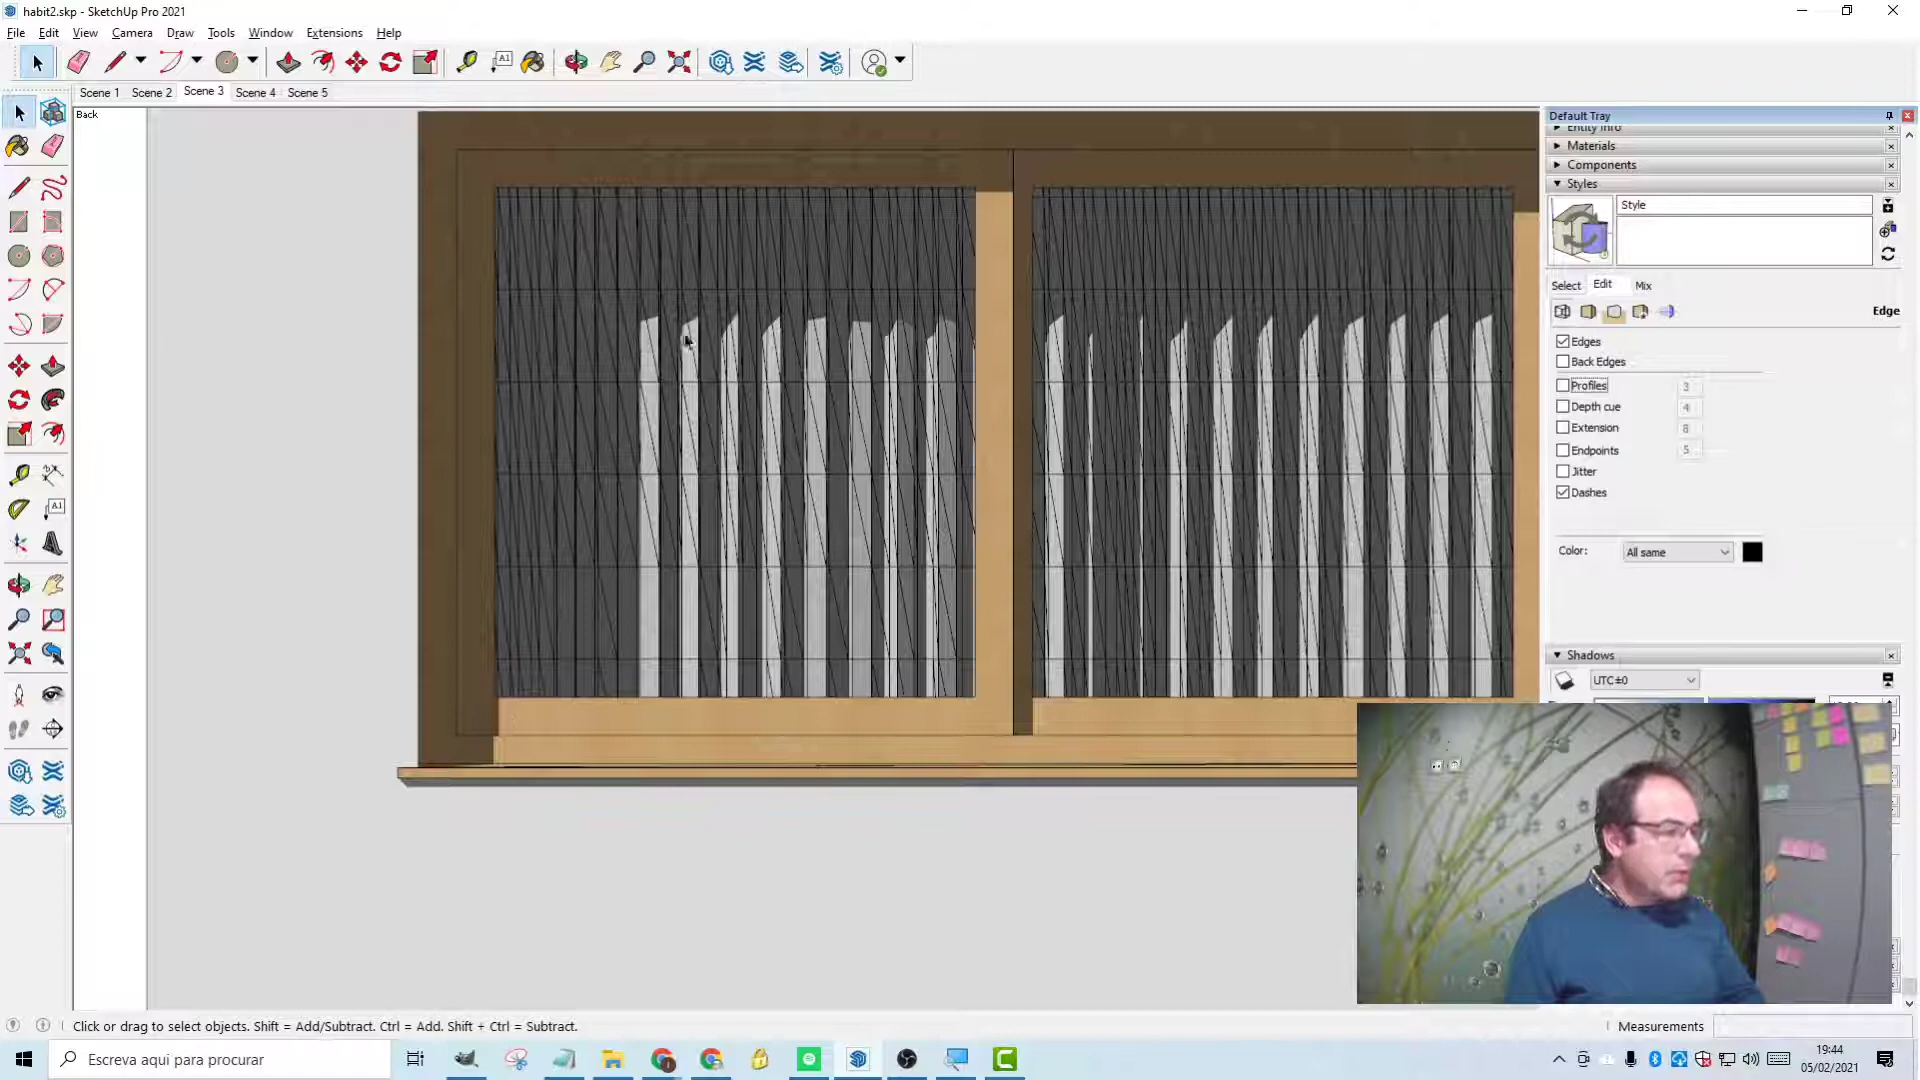 habit2.skp - SketchUp Pro 2021
File Edit View Camera Draw Tools Window Extensions Help
Scene 1 Scene 2 Scene 3 Scene 4 Scene 5
Back
Default Tray
Entity Info
Materials
Components
Styles
Style
Select Edit Mix
Edge
Edges
Back Edges
Profiles 3
Depth cue 4
Extension 8
Endpoints 5
Jitter
Dashes
Color: All same
Shadows
UTC±0
Click or drag to select objects. Shift = Add/Subtract. Ctrl = Add. Shift + Ctrl = Subtract.
Measurements
Escreva aqui para procurar
19:44
05/02/2021